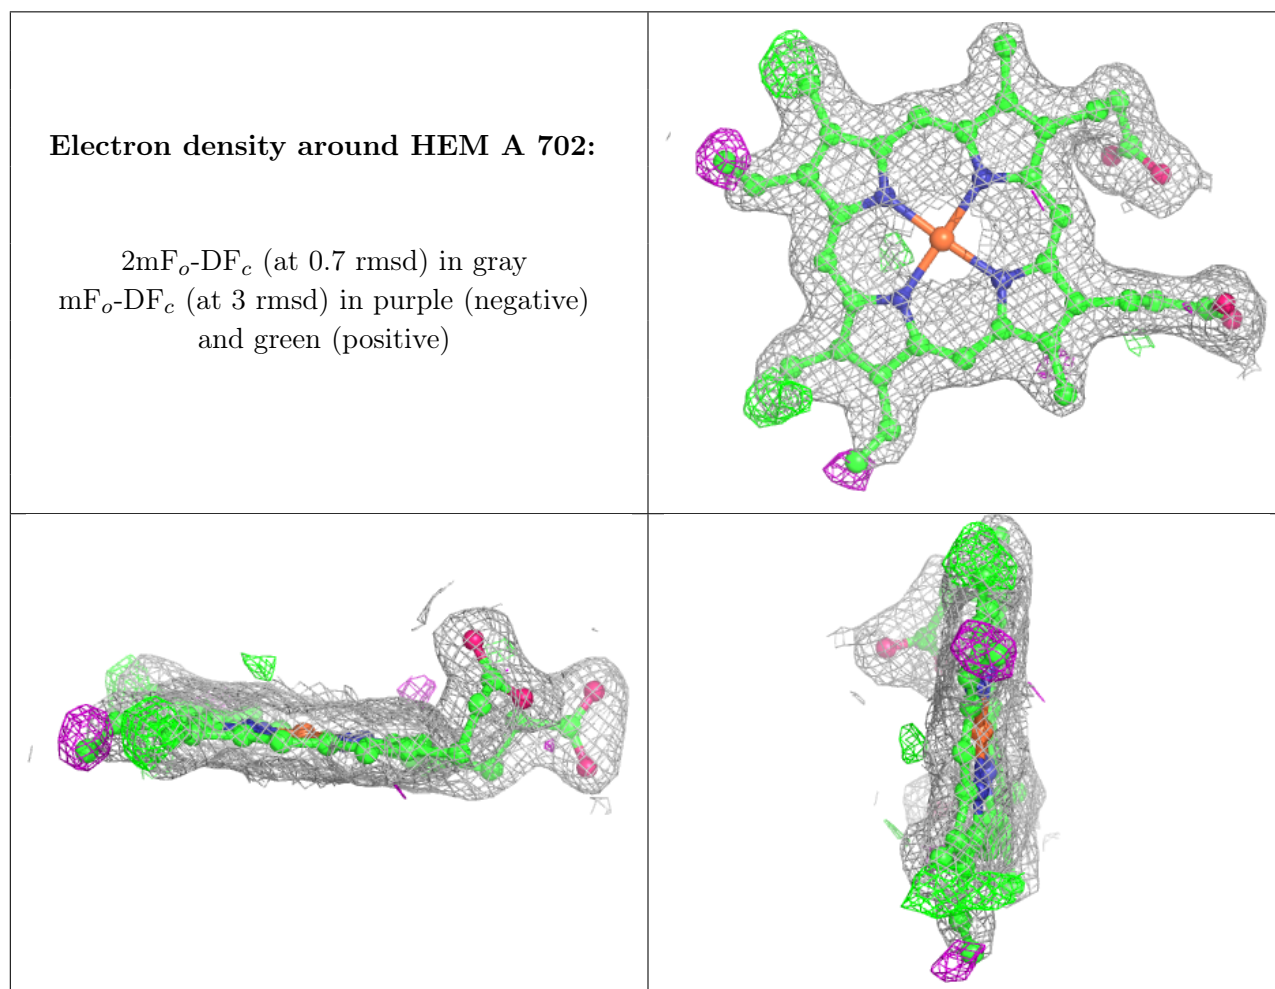 Electron density around HEM A 702:
2mFo-DFc (at 0.7 rmsd) in gray
mFo-DFc (at 3 rmsd) in purple (negative)
and green (positive)